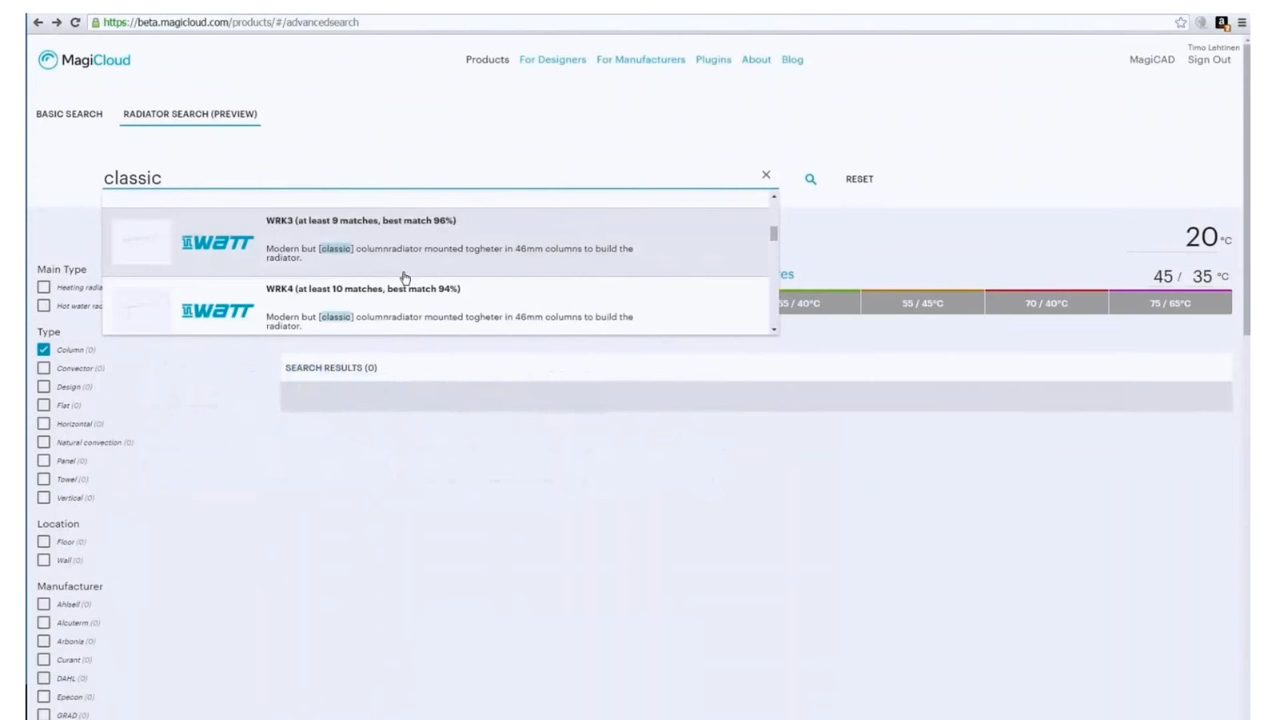 https://beta.magicloud.com/products/#/advancedsearch
Timo Lehtinen
MagiCloud
Products For Designers For Manufacturers Plugins About Blog
MagiCAD Sign Out
BASIC SEARCH RADIATOR SEARCH (PREVIEW)
classic
RESET
WRK3 (at least 9 matches, best match 96%)
WATT
Modern but [classic] columnradiator mounted togheter in 46mm columns to build the
radiator.
WRK4 (at least 10 matches, best match 94%)
WATT
Modern but [classic] columnradiator mounted togheter in 46mm columns to build the
radiator.
20 °C
45 / 35 °C
55 / 45°C 70 / 40°C 75 / 65°C
SEARCH RESULTS (0)
Main Type
Heating radia
Hot water rad
Type
Column (0)
Convector (0)
Design (0)
Flat (0)
Horizontal (0)
Natural convection (0)
Panel (0)
Towel (0)
Vertical (0)
Location
Floor (0)
Wall (0)
Manufacturer
Ahlsell (0)
Alcuterm (0)
Arbonia (0)
Curant (0)
DAHL (0)
Epecon (0)
GRAD (0)